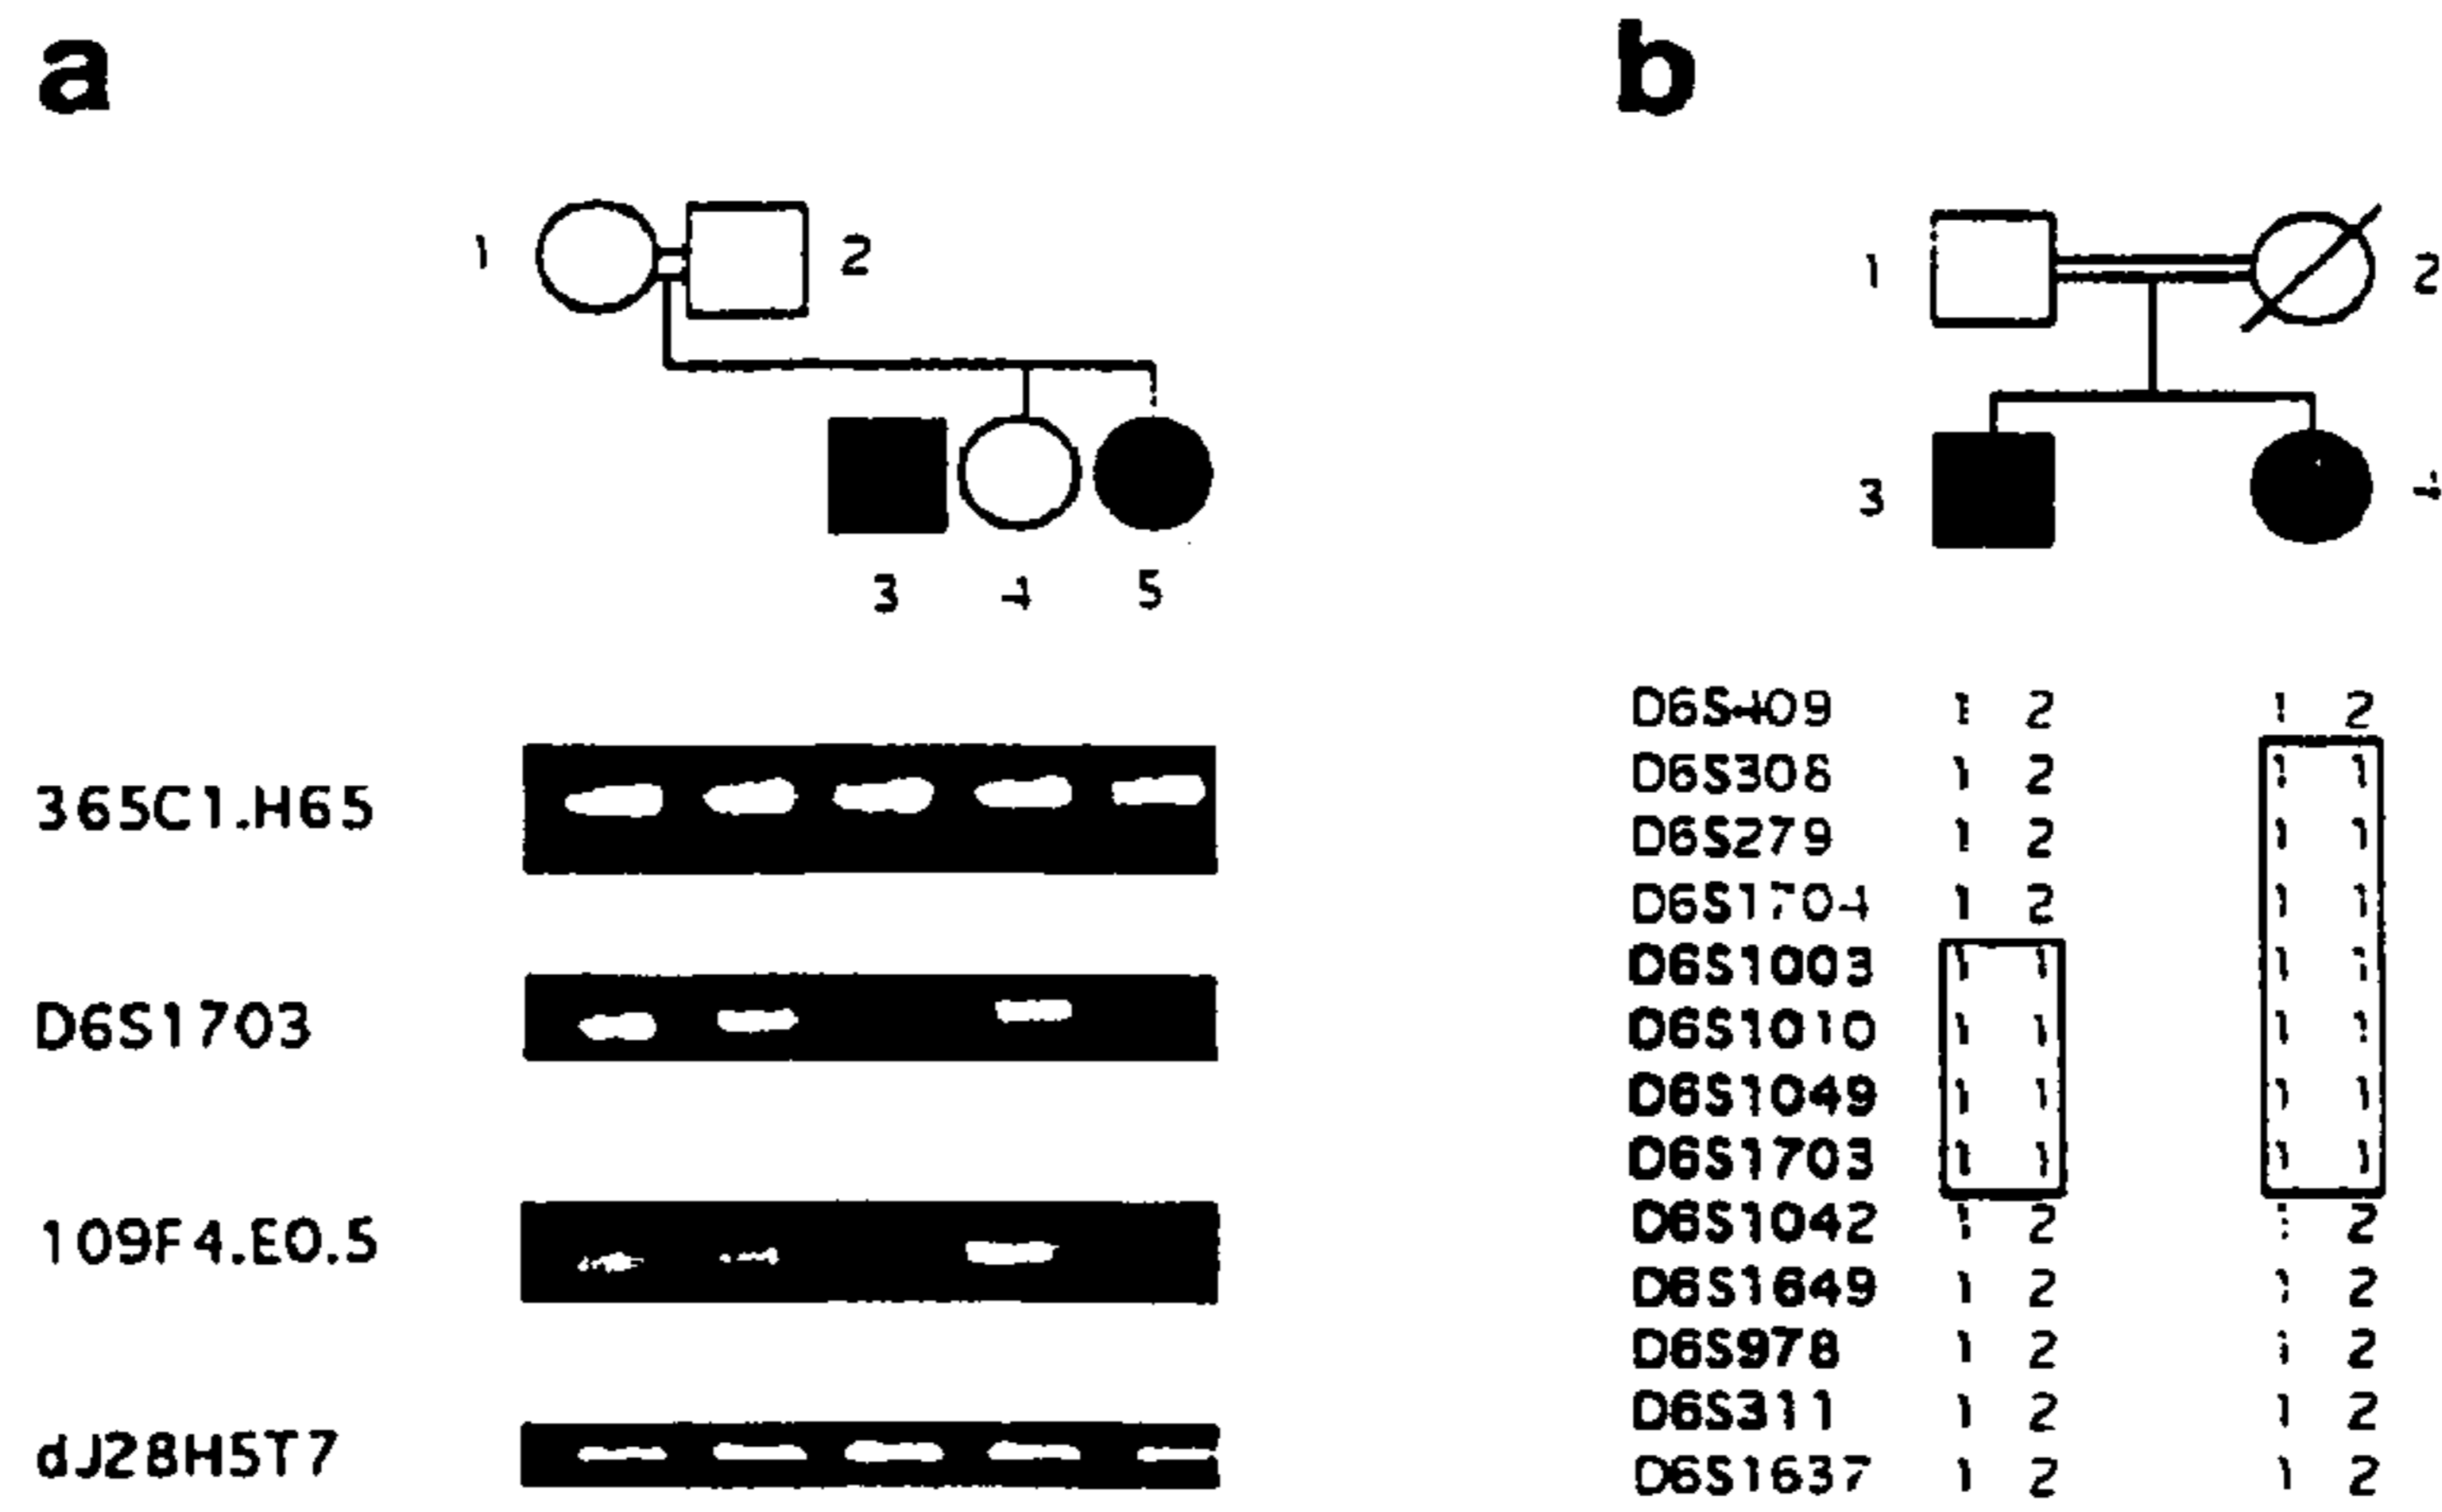 a
b
1 2
1 2
3 4
3 4 5
365C1.H65
D6S1703
109F4.E0.5
dJ28H5T7
D6S409 1 2 1 2
D6S308 1 2 1 1
D6S279 1 2 1 1
D6S1704 1 2 1 1
D6S1003 1 1 1 1
D6S1010 1 1 1 1
D6S1049 1 1 1 1
D6S1703 1 1 1 1
D6S1042 1 2 1 2
D6S1649 1 2 1 2
D6S978 1 2 1 2
D6S311 1 2 1 2
D6S1637 1 2 1 2